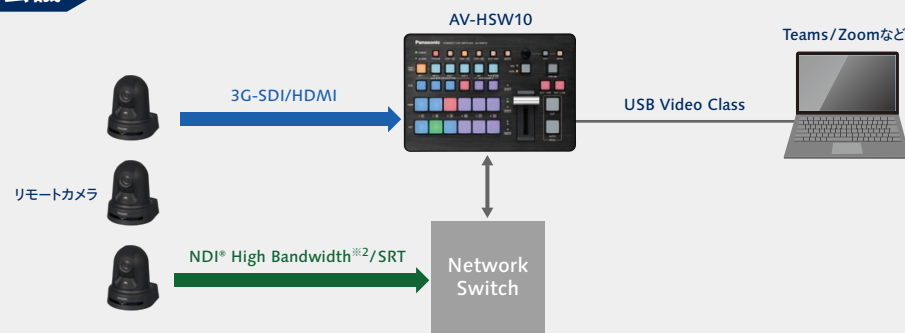 AV-HSW10
Teams/Zoomなど
Panasonic
3G-SDI/HDMI
USB Video Class
リモートカメラ
NDI® High Bandwidth※2/SRT
Network
Switch